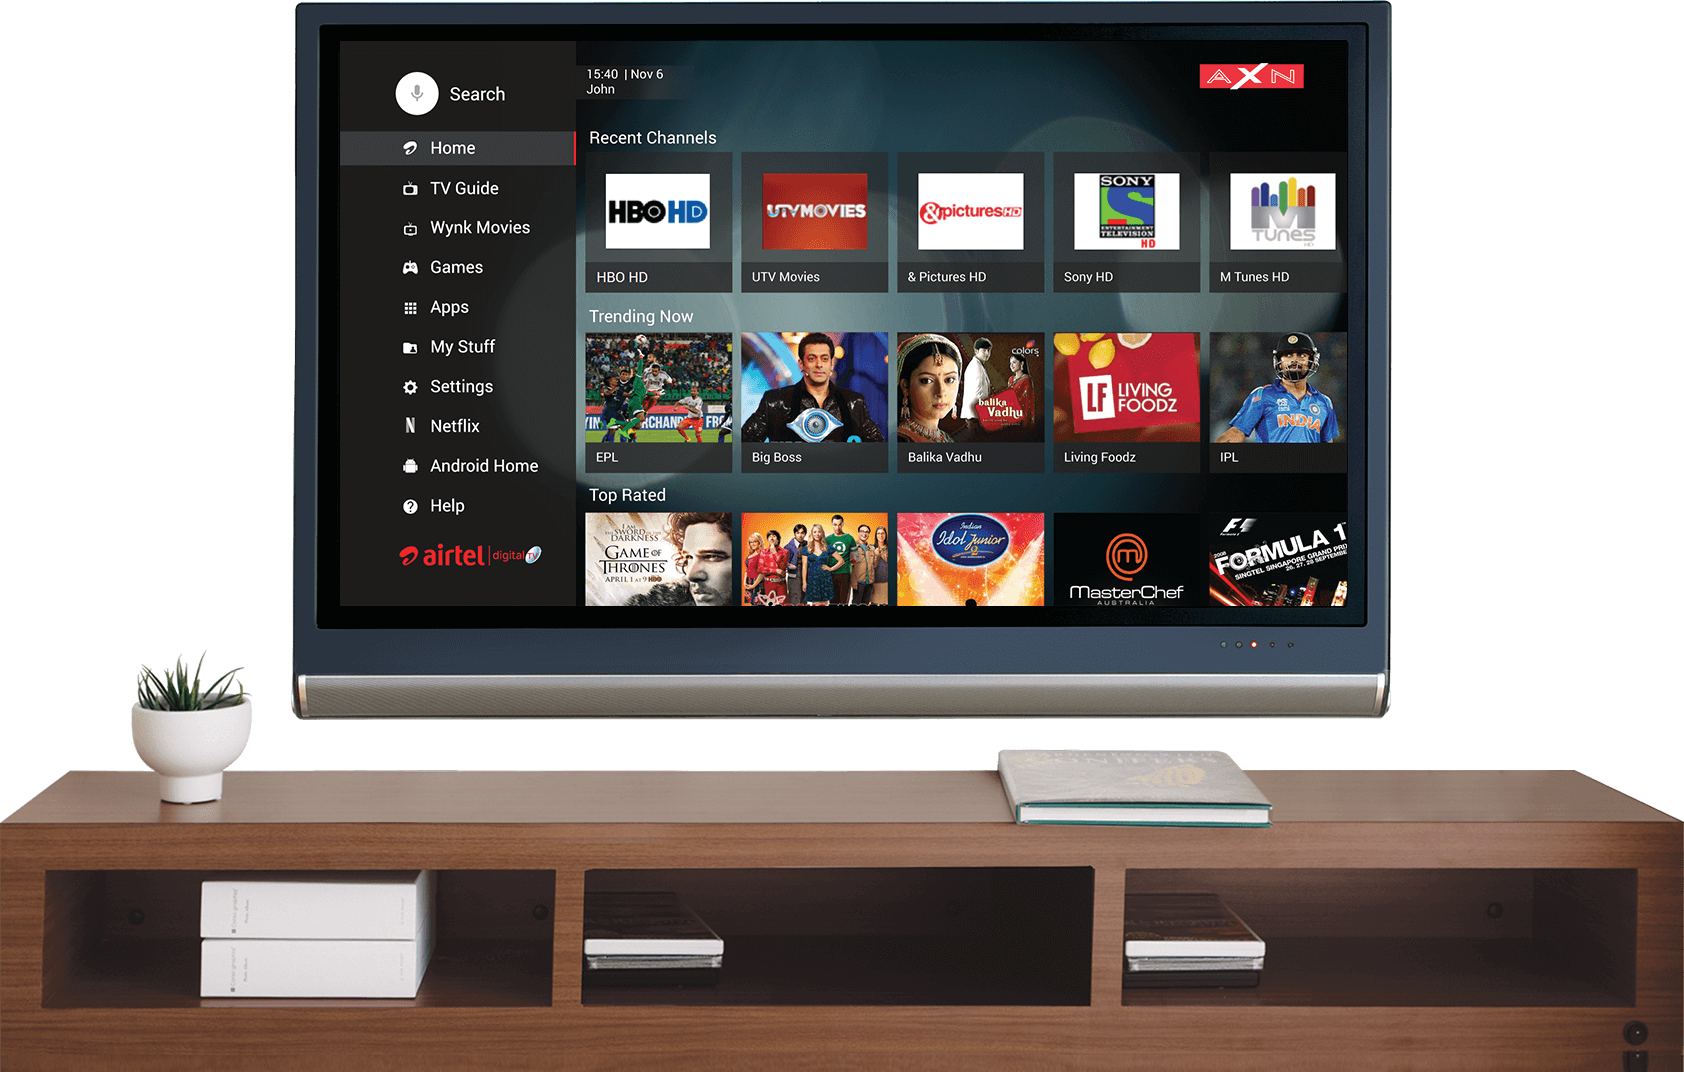 Search
Home
TV Guide
Wynk Movies
Games
Apps
My Stuff
Settings
Netflix
Android Home
Help
airtel digital TV
15:40 | Nov 6
John
AXN
Recent Channels
HBO HD
UTV MOVIES
&pictures HD
SONY
ENTERTAINMENT
TELEVISION
HD
M
TUNES
HD
HBO HD
UTV Movies
& Pictures HD
Sony HD
M Tunes HD
Trending Now
colors
balika
Vadhu
LF LIVING
FOODZ
INDIA
EPL
Big Boss
Balika Vadhu
Living Foodz
IPL
Top Rated
I AM
THE SWORD IN THE
DARKNESS
GAME OF
THRONES
APRIL 1 AT 9 HBO
Indian
Idol Junior
2
m
MasterChef
AUSTRALIA
F1
Formula 1
2008
FORMULA 1
SINGTEL SINGAPORE GRAND PRIX
26. 27. 28 SEPTEMBER
CONIFERS